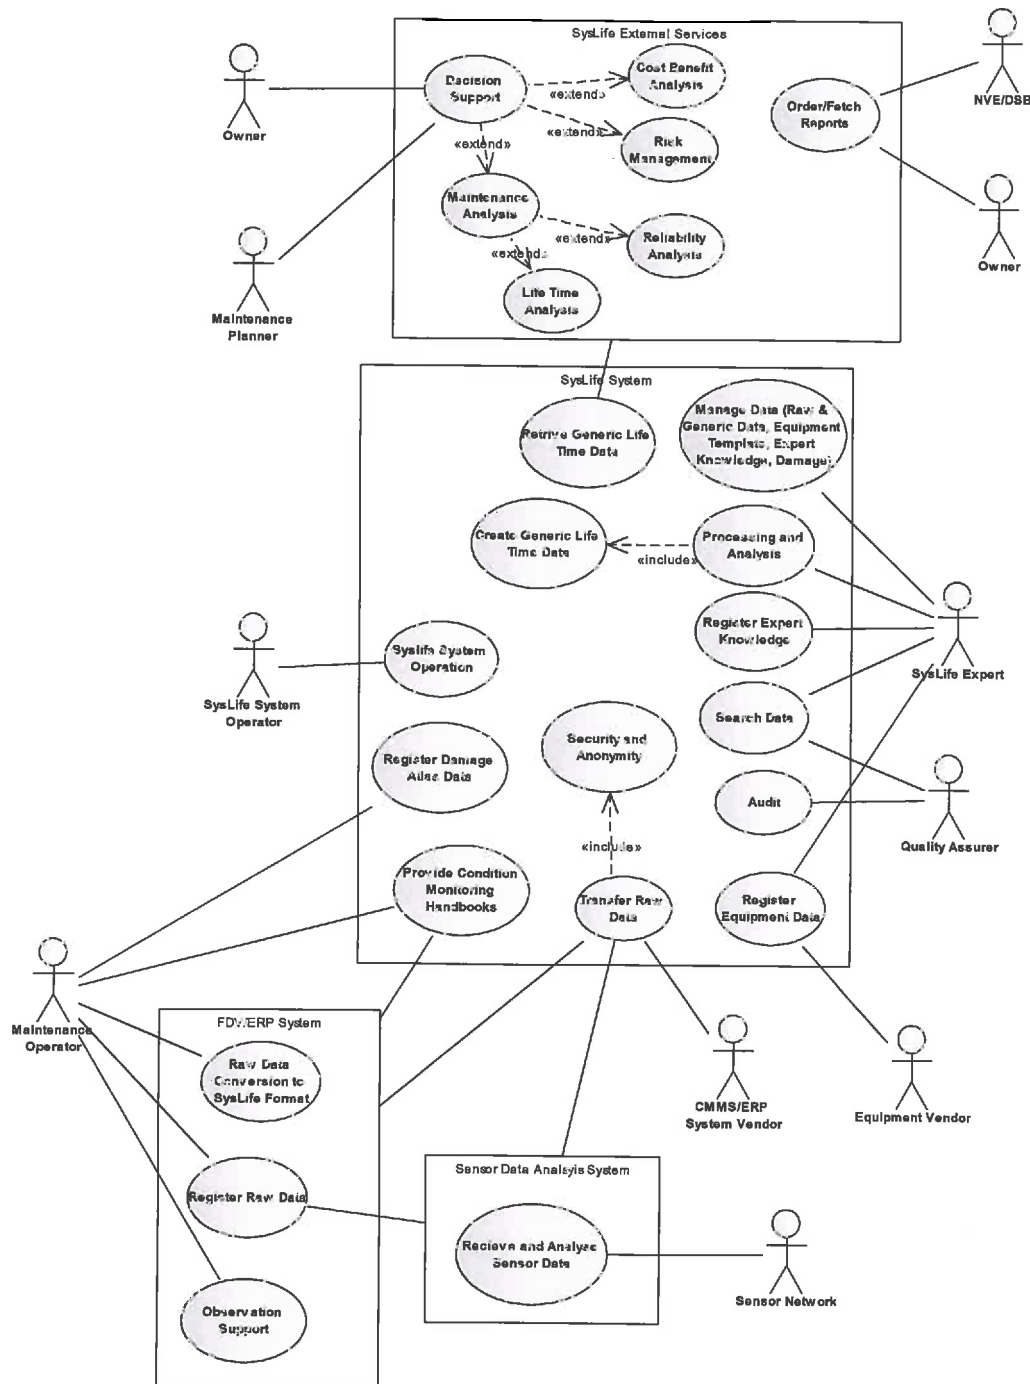 SysLife External Services
Decision
Support
Cost Benefit
Analysis
«extend»
«extend»
Risk
Management
«extend»
Order/Fetch
Reports
NVE/DSB
Owner
Maintenance
Analysis
«extend»
Reliability
Analysis
«extend»
Life Time
Analysis
Owner
Maintenance
Planner
SysLife System
Retrive Generic Life
Time Data
Manage Data (Raw &
Generic Data, Equipment
Template, Expert
Knowledge, Damage)
Create Generic Life
Time Data
«include»
Processing and
Analysis
Register Expert
Knowledge
SysLife Expert
Syslife System
Operation
SysLife System
Operator
Search Data
Security and
Anonymity
Register Damage
Atlas Data
Audit
Quality Assurer
«include»
Provide Condition
Monitoring
Handbooks
Transfer Raw
Data
Register
Equipment Data
Maintenance
Operator
FDV/ERP System
Raw Data
Conversion to
SysLife Format
CMMS/ERP
System Vendor
Equipment Vendor
Register Raw Data
Sensor Data Analsyis System
Recieve and Analyse
Sensor Data
Sensor Network
Observation
Support